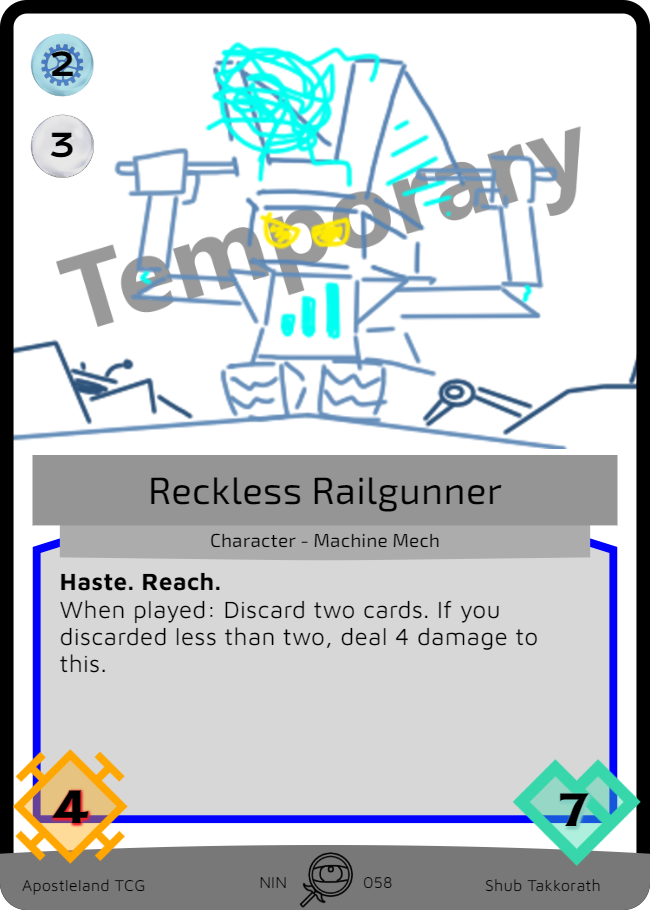 2
3
Temporary
Reckless Railgunner
Character - Machine Mech
Haste. Reach.
When played: Discard two cards. If you
discarded less than two, deal 4 damage to
this.
4
7
Apostleland TCG
NIN
058
Shub Takkorath